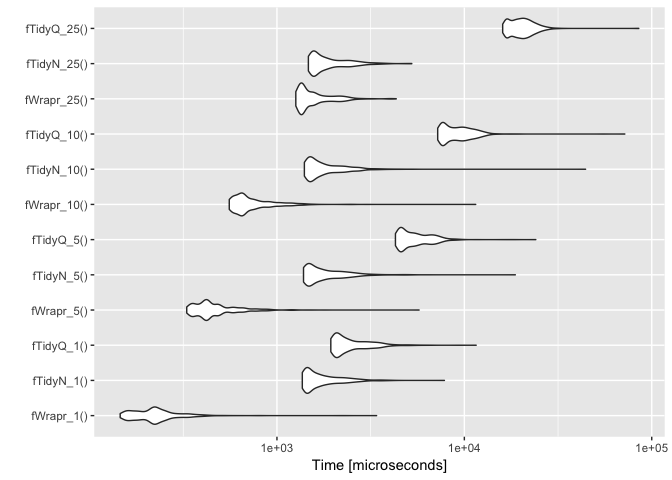 fTidyQ_25()
fTidyN_25()
fWrapr_25()
fTidyQ_10()
fTidyN_10()
fWrapr_10()
fTidyQ_5()
fTidyN_5()
fWrapr_5()
fTidyQ_1()
fTidyN_1()
fWrapr_1()
1e+03 1e+04 1e+05
Time [microseconds]